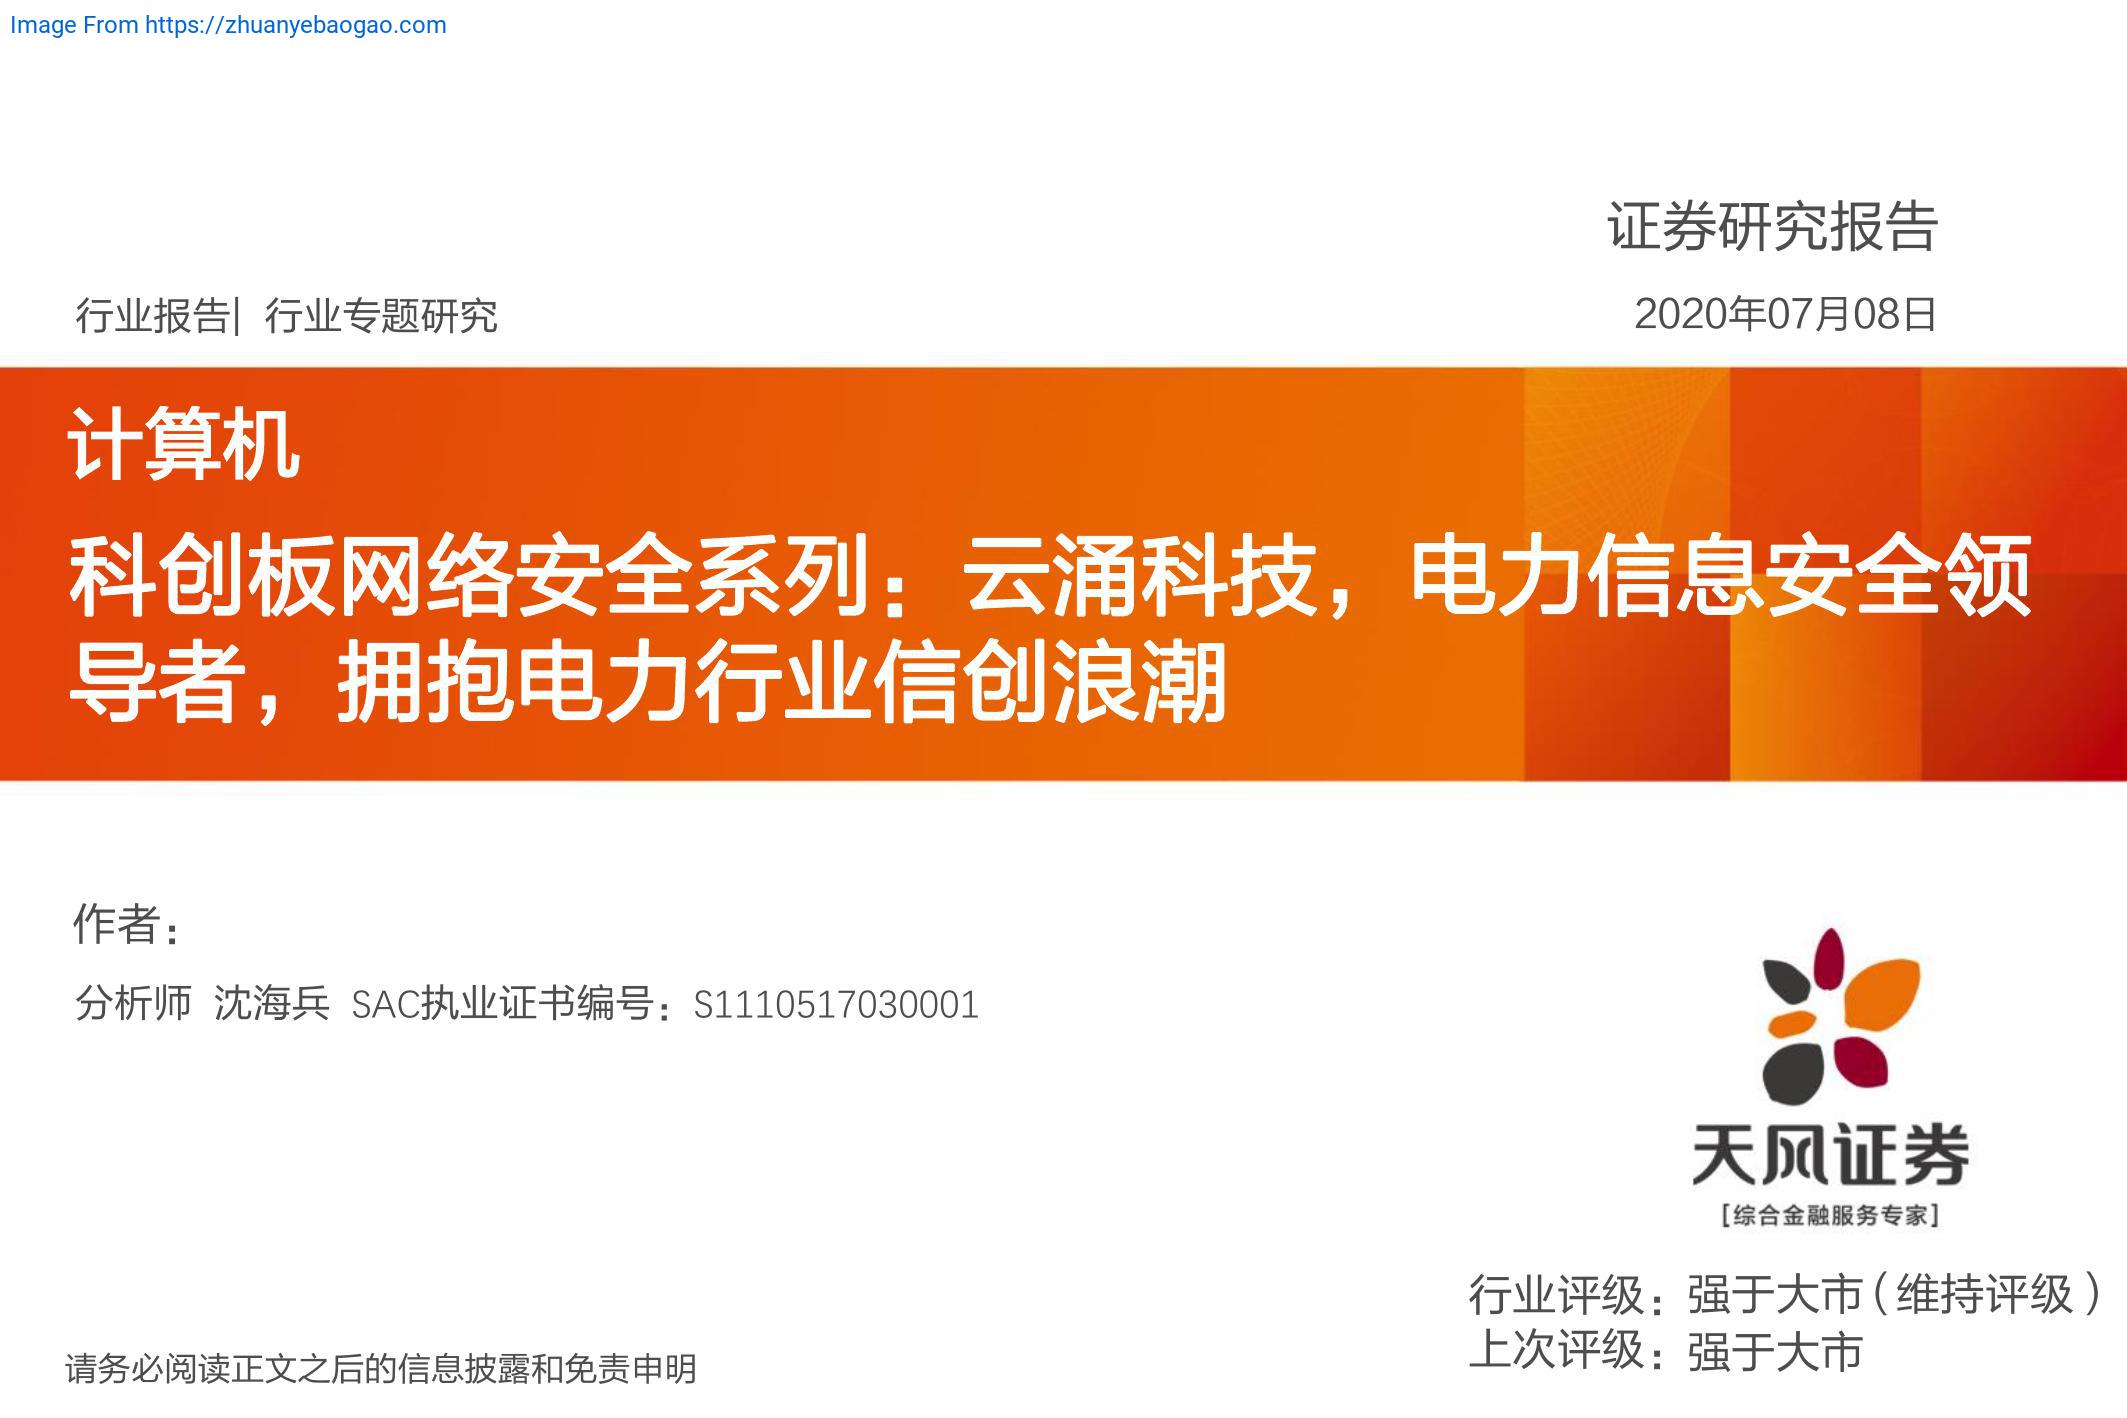 Image From https://zhuanyebaogao.com
证券研究报告
行业报告| 行业专题研究
2020年07月08日
计算机
科创板网络安全系列：云涌科技，电力信息安全领
导者，拥抱电力行业信创浪潮
作者：
分析师 沈海兵 SAC执业证书编号：S1110517030001
天风证券
[综合金融服务专家]
行业评级：强于大市（维持评级）
上次评级：强于大市
请务必阅读正文之后的信息披露和免责申明